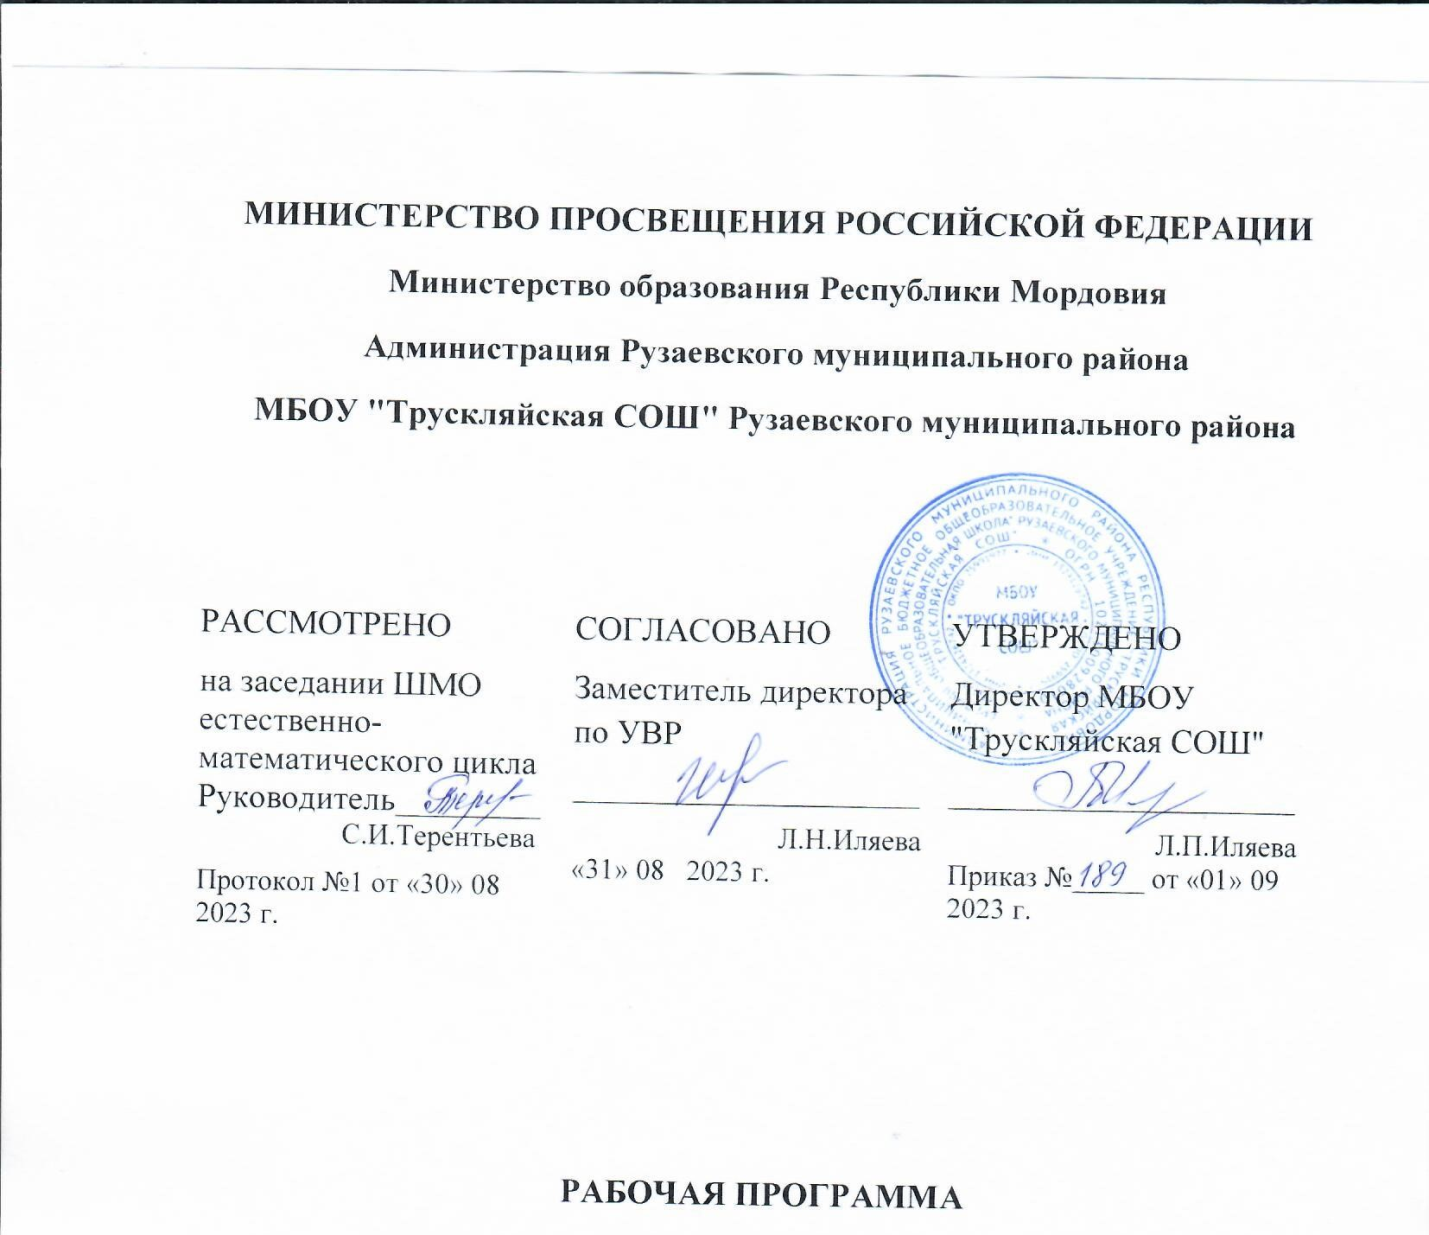 МИНИСТЕРСТВО ПРОСВЕЩЕНИЯ РОССИЙСКОЙ ФЕДЕРАЦИИ
Министерство образования Республики Мордовия
Администрация Рузаевского муниципального района
МБОУ "Трускляйская СОШ" Рузаевского муниципального района
РАССМОТРЕНО
на заседании ШМО
естественно-
математического цикла
Руководитель
С.И.Терентьева
Протокол №1 от «30» 08
2023 г.
СОГЛАСОВАНО
Заместитель директора
по УВР
Л.Н.Иляева
«31» 08 2023 г.
МБОУ
"ТРУСКЛЯЙСКАЯ
СОШ"
УТВЕРЖДЕНО
Директор МБОУ
"Трускляйская СОШ"
Л.П.Иляева
Приказ №189 от «01» 09
2023 г.
РАБОЧАЯ ПРОГРАММА